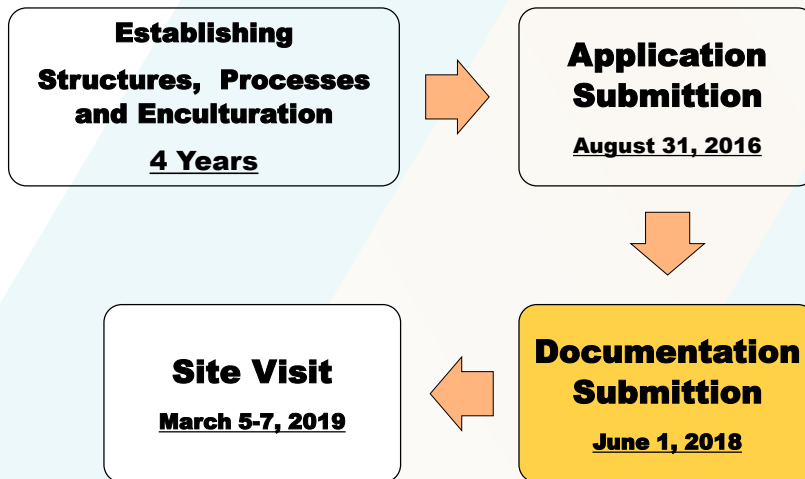 Establishing
Structures, Processes
and Enculturation
4 Years
Application
Submittion
August 31, 2016
Documentation
Submittion
June 1, 2018
Site Visit
March 5-7, 2019